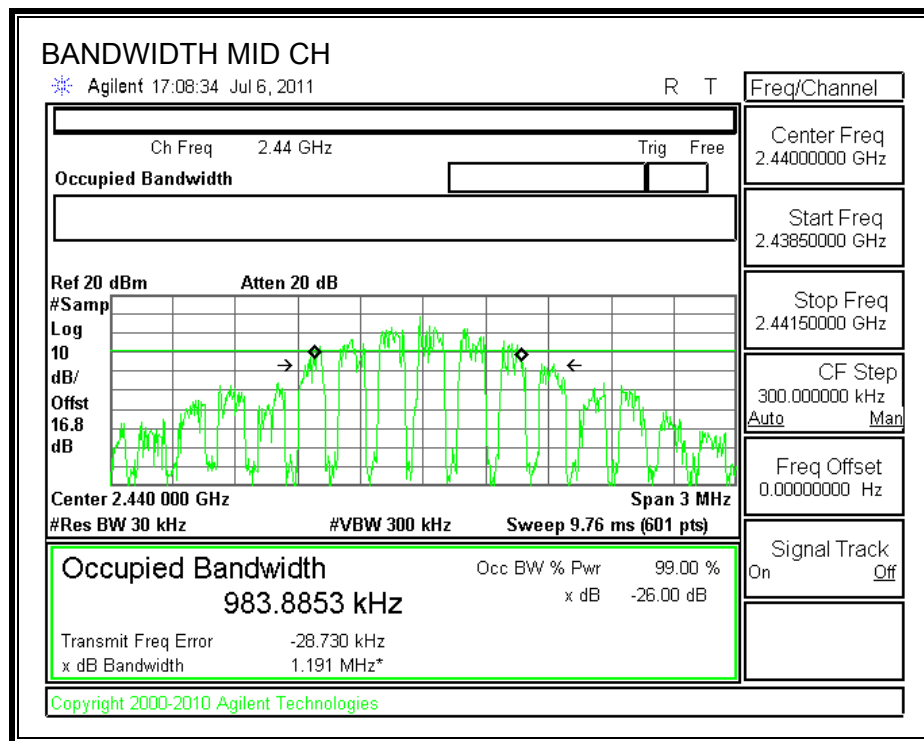 BANDWIDTH MID CH
Agilent 17:08:34 Jul 6, 2011 R T
Freq/Channel
Ch Freq 2.44 GHz Trig Free
Occupied Bandwidth
Center Freq
2.44000000 GHz
Start Freq
2.43850000 GHz
Stop Freq
2.44150000 GHz
CF Step
300.000000 kHz
Auto Man
Freq Offset
0.00000000 Hz
Signal Track
On Off
Ref 20 dBm Atten 20 dB
#Samp
Log
10
dB/
Offst
16.8
dB
Center 2.440 000 GHz Span 3 MHz
#Res BW 30 kHz #VBW 300 kHz Sweep 9.76 ms (601 pts)
Occupied Bandwidth Occ BW % Pwr 99.00 %
983.8853 kHz x dB -26.00 dB
Transmit Freq Error -28.730 kHz
x dB Bandwidth 1.191 MHz*
Copyright 2000-2010 Agilent Technologies